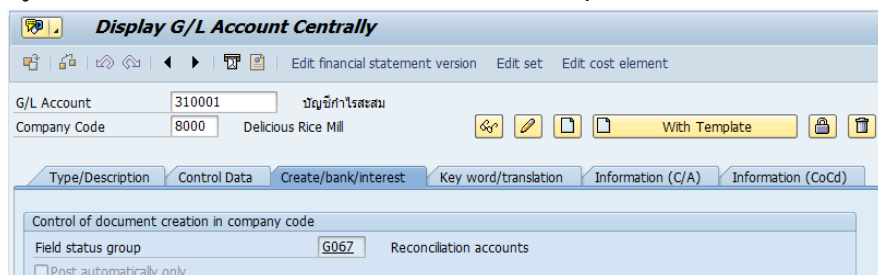 Display G/L Account Centrally
Edit financial statement version Edit set Edit cost element
G/L Account 310001 บัญชีกำไรสะสม
Company Code 8000 Delicious Rice Mill With Template
Type/Description Control Data Create/bank/interest Key word/translation Information (C/A) Information (CoCd)
Control of document creation in company code
Field status group G067 Reconciliation accounts
Post automatically only